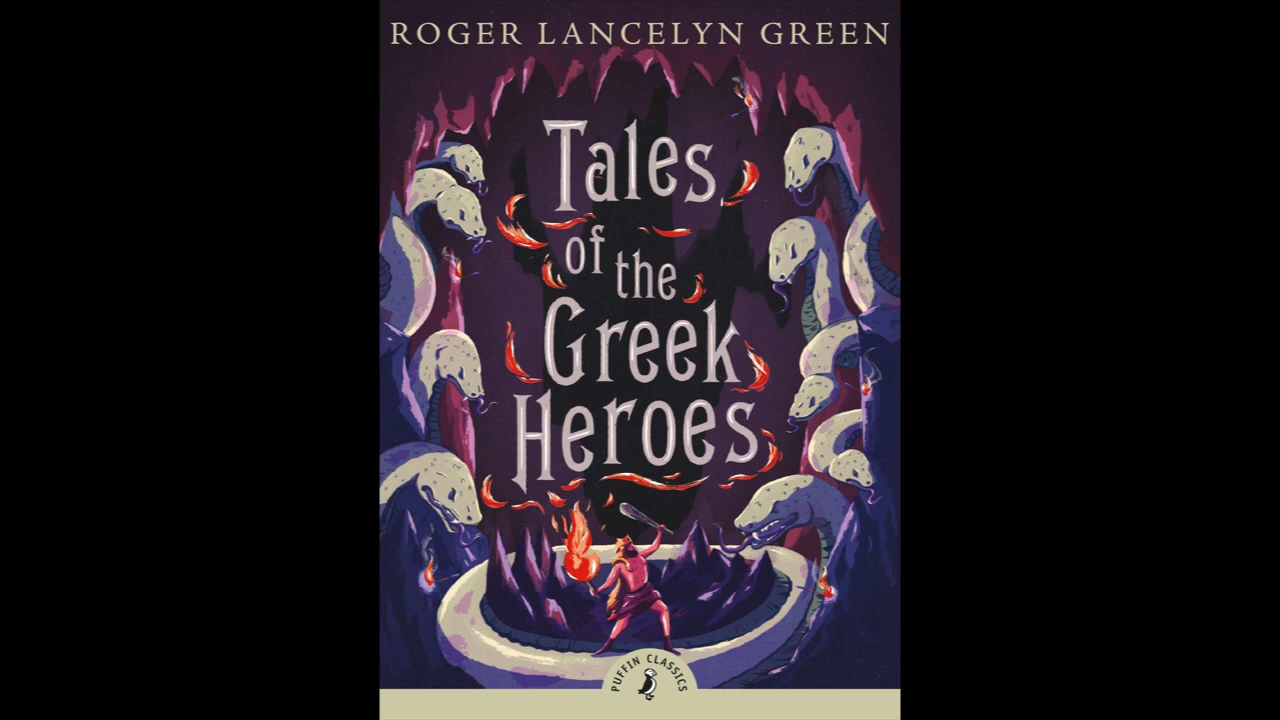 ROGER LANCELYN GREEN
Tales
of the
Greek
Heroes
PUFFIN CLASSICS